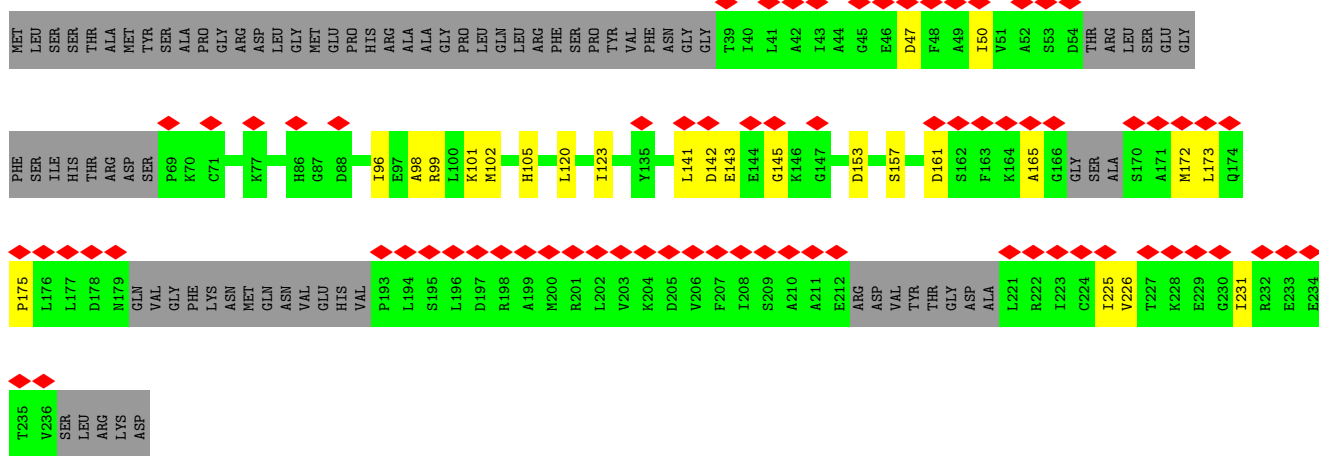 MET LEU SER SER THR ALA MET TYR SER ALA PRO GLY ARG ASP LEU GLY MET GLU PRO HIS ARG ALA ALA GLY PRO LEU GLN LEU ARG PHE SER PRO TYR VAL PHE ASN GLY GLY T39 I40 L41 A42 I43 A44 G45 E46 D47 F48 A49 I50 V51 A52 S53 D54 THR ARG LEU SER GLU GLY
PHE SER ILE HIS THR ARG ASP SER P69 K70 C71 K77 H86 G87 D88 I96 E97 A98 R99 L100 K101 M102 H105 L120 I123 Y135 L141 D142 E143 E144 G145 K146 G147 D153 S157 D161 S162 F163 K164 A165 G166 GLY SER ALA S170 A171 M172 L173 Q174
P175 L176 L177 D178 N179 GLN VAL GLY PHE LYS ASN MET GLN ASN VAL GLU HIS VAL P193 L194 S195 L196 D197 R198 A199 M200 R201 L202 V203 K204 D205 V206 F207 I208 S209 A210 A211 E212 ARG ASP VAL TYR THR GLY ASP ALA L221 R222 I223 C224 I225 V226 T227 K228 E229 G230 I231 R232 E233 E234
T235 V236 SER LEU ARG LYS ASP